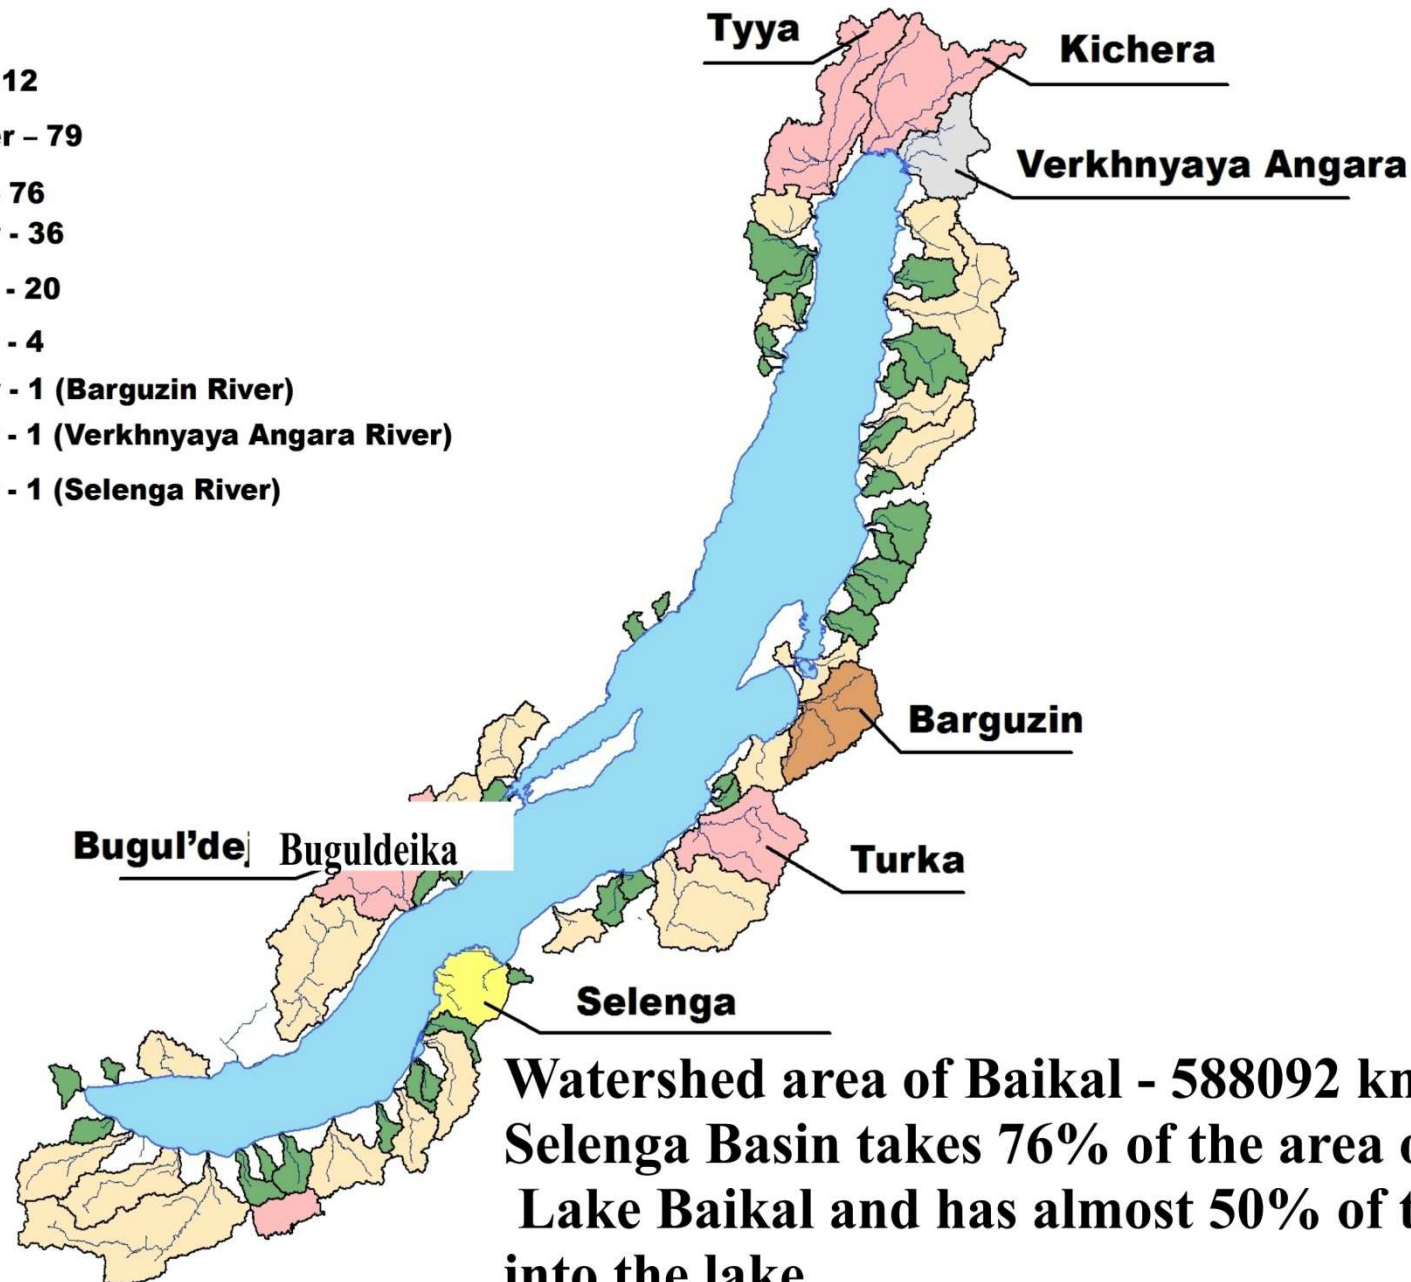 Tyya
Kichera
12
r – 79
76
- 36
Verkhnyaya Angara
- 20
- 4
- 1 (Barguzin River)
- 1 (Verkhnyaya Angara River)
- 1 (Selenga River)
Barguzin
Bugul’dej
Buguldeika
Turka
Selenga
Watershed area of Baikal - 588092 km
Selenga Basin takes 76% of the area o
Lake Baikal and has almost 50% of t
into the lake